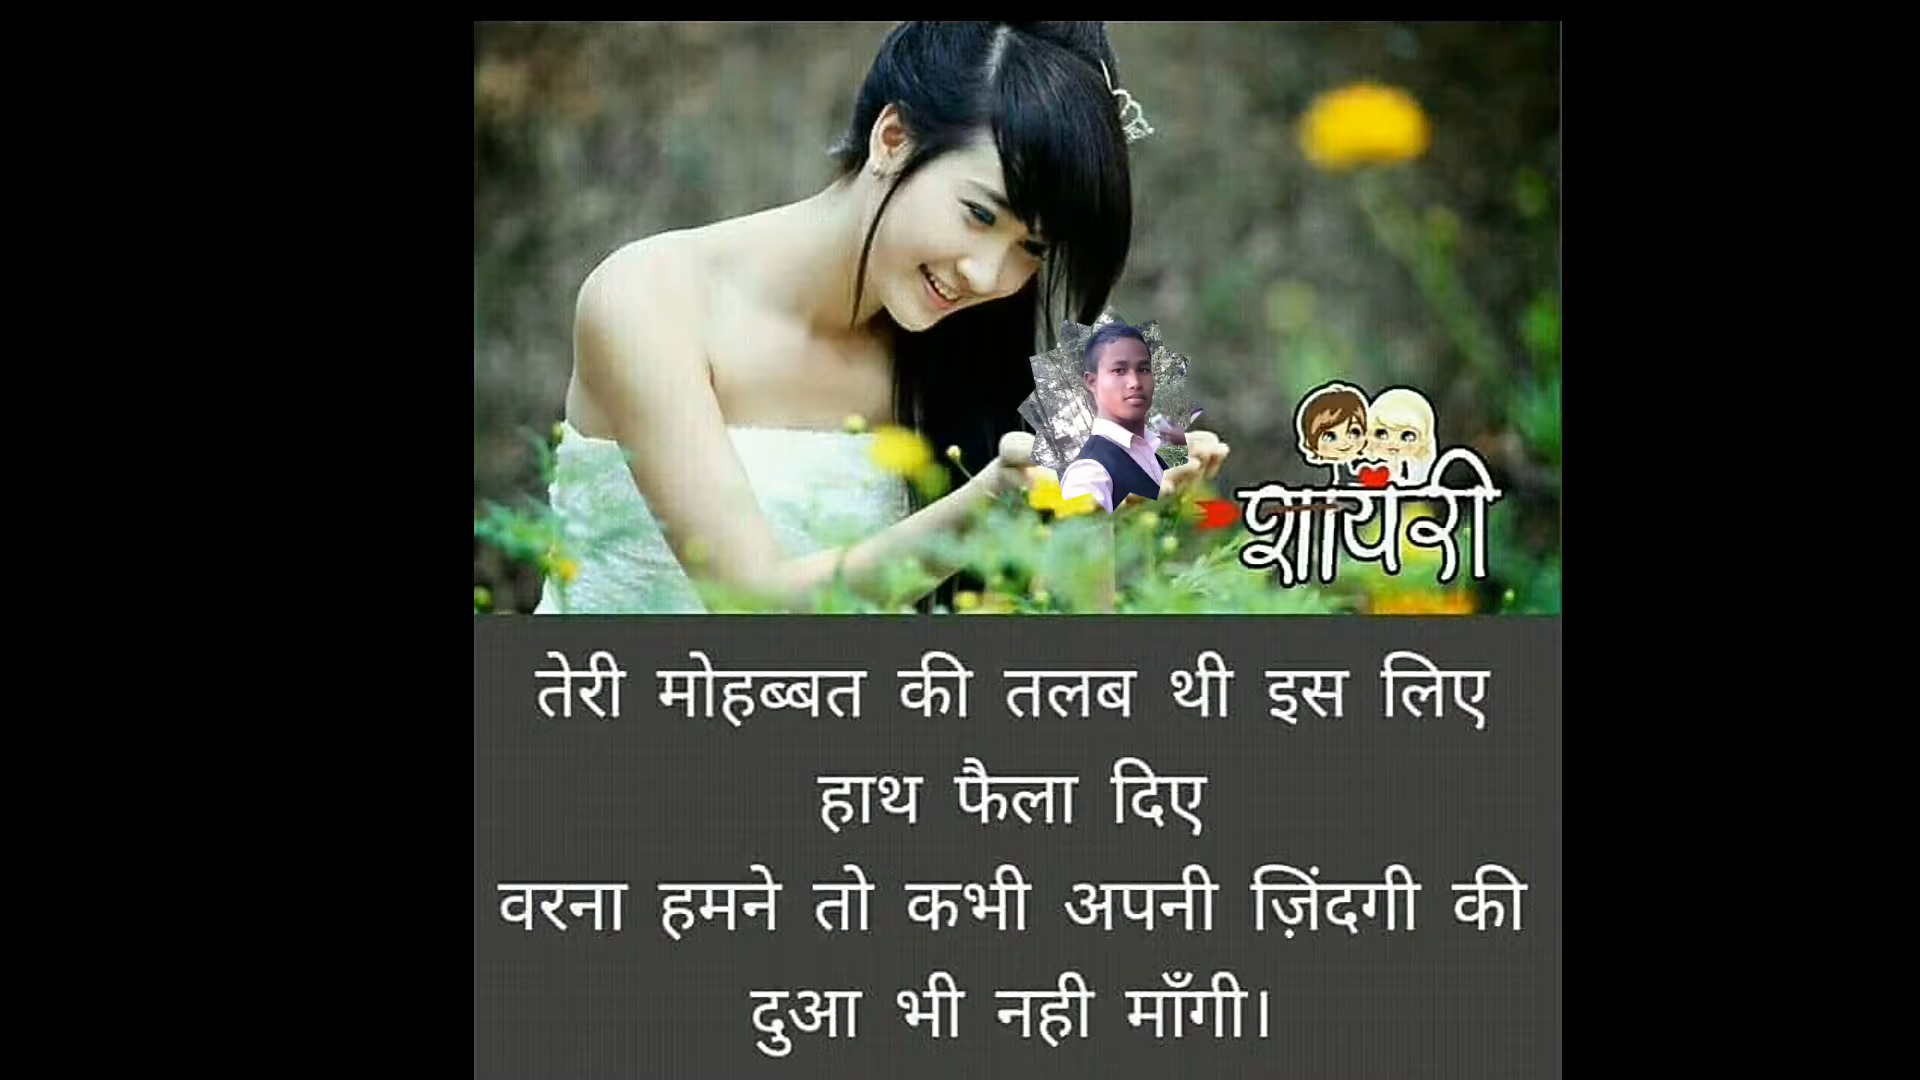 शायरी
तेरी मोहब्बत की तलब थी इस लिए
हाथ फैला दिए
वरना हमने तो कभी अपनी ज़िंदगी की
दुआ भी नही माँगी।